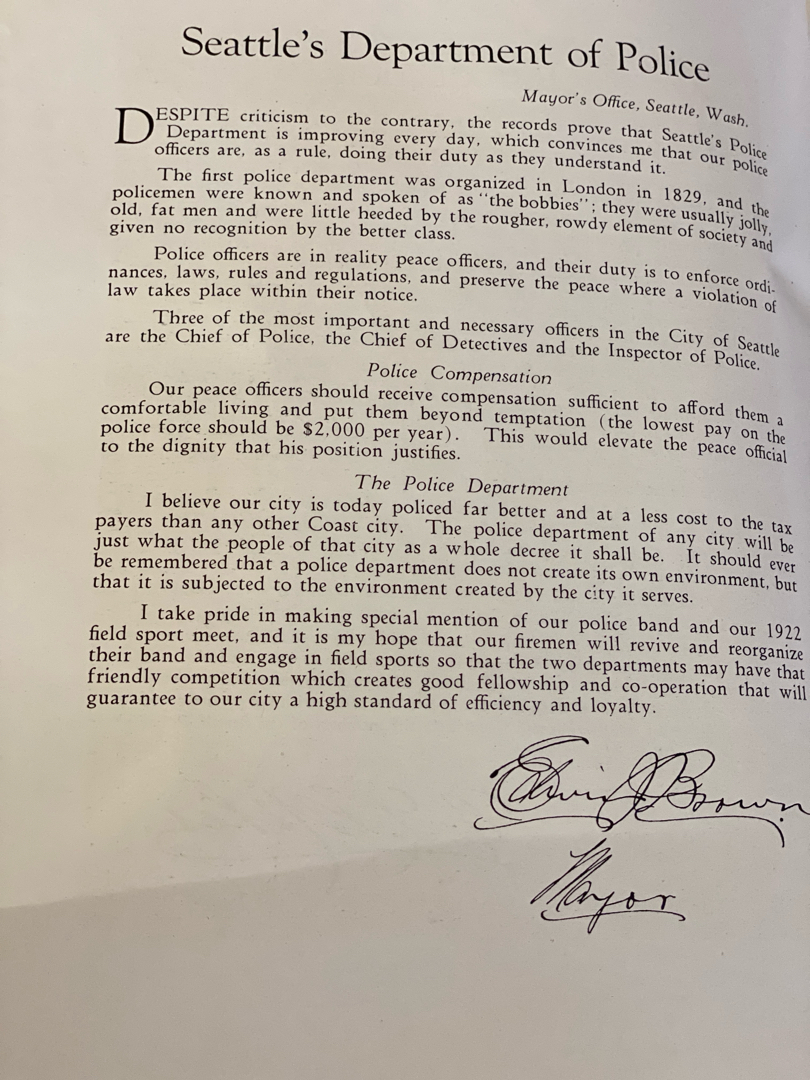 Seattle's Department of Police
Mayor's Office, Seattle, Wash.
DESPITE criticism to the contrary, the records prove that Seattle's Police
Department is improving every day, which convinces me that our police
officers are, as a rule, doing their duty as they understand it.
The first police department was organized in London in 1829, and the
policemen were known and spoken of as "the bobbies"; they were usually jolly,
old, fat men and were little heeded by the rougher, rowdy element of society and
given no recognition by the better class.
Police officers are in reality peace officers, and their duty is to enforce ordi-
nances, laws, rules and regulations, and preserve the peace where a violation of
law takes place within their notice.
Three of the most important and necessary officers in the City of Seattle
are the Chief of Police, the Chief of Detectives and the Inspector of Police.
Police Compensation
Our peace officers should receive compensation sufficient to afford them a
comfortable living and put them beyond temptation (the lowest pay on the
police force should be $2,000 per year). This would elevate the peace official
to the dignity that his position justifies.
The Police Department
I believe our city is today policed far better and at a less cost to the tax
payers than any other Coast city. The police department of any city will be
just what the people of that city as a whole decree it shall be. It should ever
be remembered that a police department does not create its own environment, but
that it is subjected to the environment created by the city it serves.
I take pride in making special mention of our police band and our 1922
field sport meet, and it is my hope that our firemen will revive and reorganize
their band and engage in field sports so that the two departments may have that
friendly competition which creates good fellowship and co-operation that will
guarantee to our city a high standard of efficiency and loyalty.
Edwin J Brown
Mayor